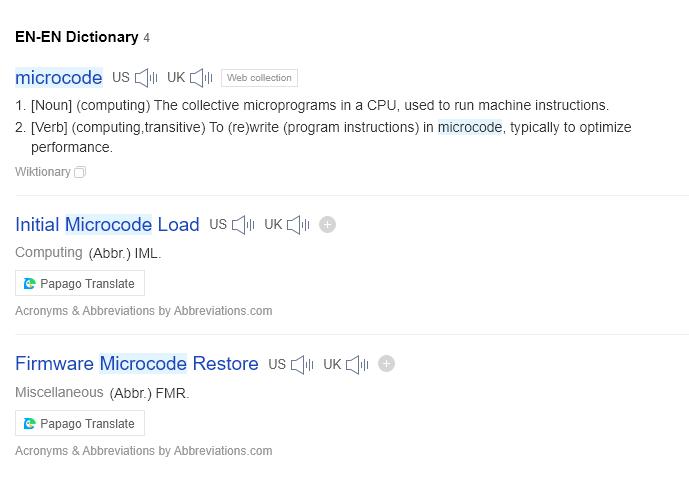 EN-EN Dictionary 4
microcode US UK Web collection
1. [Noun] (computing) The collective microprograms in a CPU, used to run machine instructions.
2. [Verb] (computing,transitive) To (re)write (program instructions) in microcode, typically to optimize
performance.
Wiktionary
Initial Microcode Load US UK
Computing (Abbr.) IML.
Papago Translate
Acronyms & Abbreviations by Abbreviations.com
Firmware Microcode Restore US UK
Miscellaneous (Abbr.) FMR.
Papago Translate
Acronyms & Abbreviations by Abbreviations.com